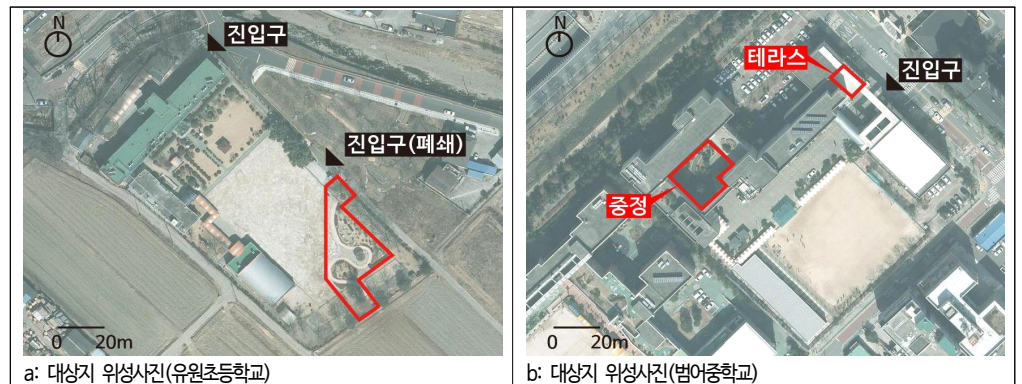 N
진입구
진입구(폐쇄)
0 20m
a: 대상지 위성사진(유원초등학교)
N
테라스
진입구
중정
0 20m
b: 대상지 위성사진(범어중학교)